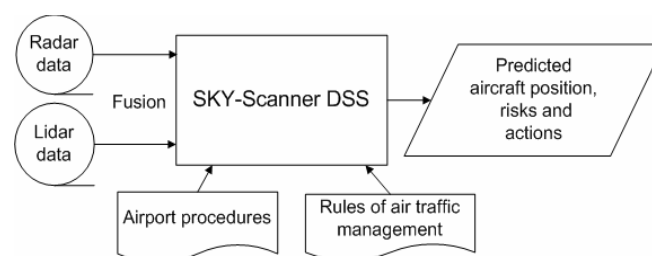 Radar
data
Fusion
Lidar
data
SKY-Scanner DSS
Predicted
aircraft position,
risks and
actions
Airport procedures
Rules of air traffic
management